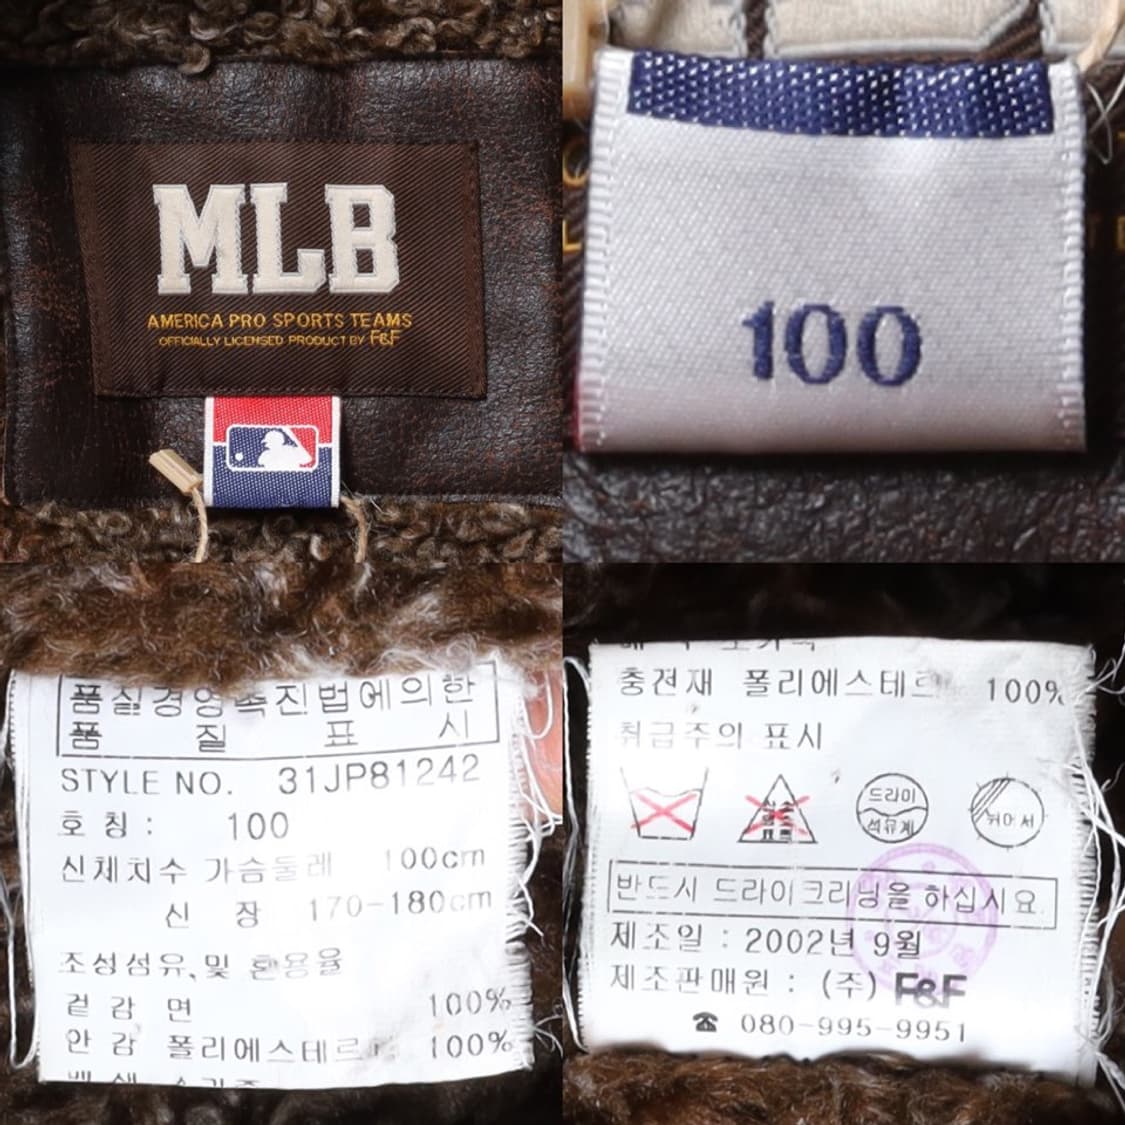 MLB
AMERICA PRO SPORTS TEAMS
OFFICIALLY LICENSED PRODUCT BY F&F
100
품질경영촉진법에의한
품 질 표 시
STYLE NO. 31JP81242
호 칭 : 100
신체치수 가슴둘레 100cm
신 장 170-180cm
조성섬유,및 혼용율
겉 감 면 100%
안 감 폴리에스테르 100%
충전재 폴리에스테르 100%
취급주의 표시
드라이
석유계
뉘어서
반드시 드라이크리닝을 하십시요.
제조일 : 2002년 9월
제조판매원 : (주) F&F
☎ 080-995-9951